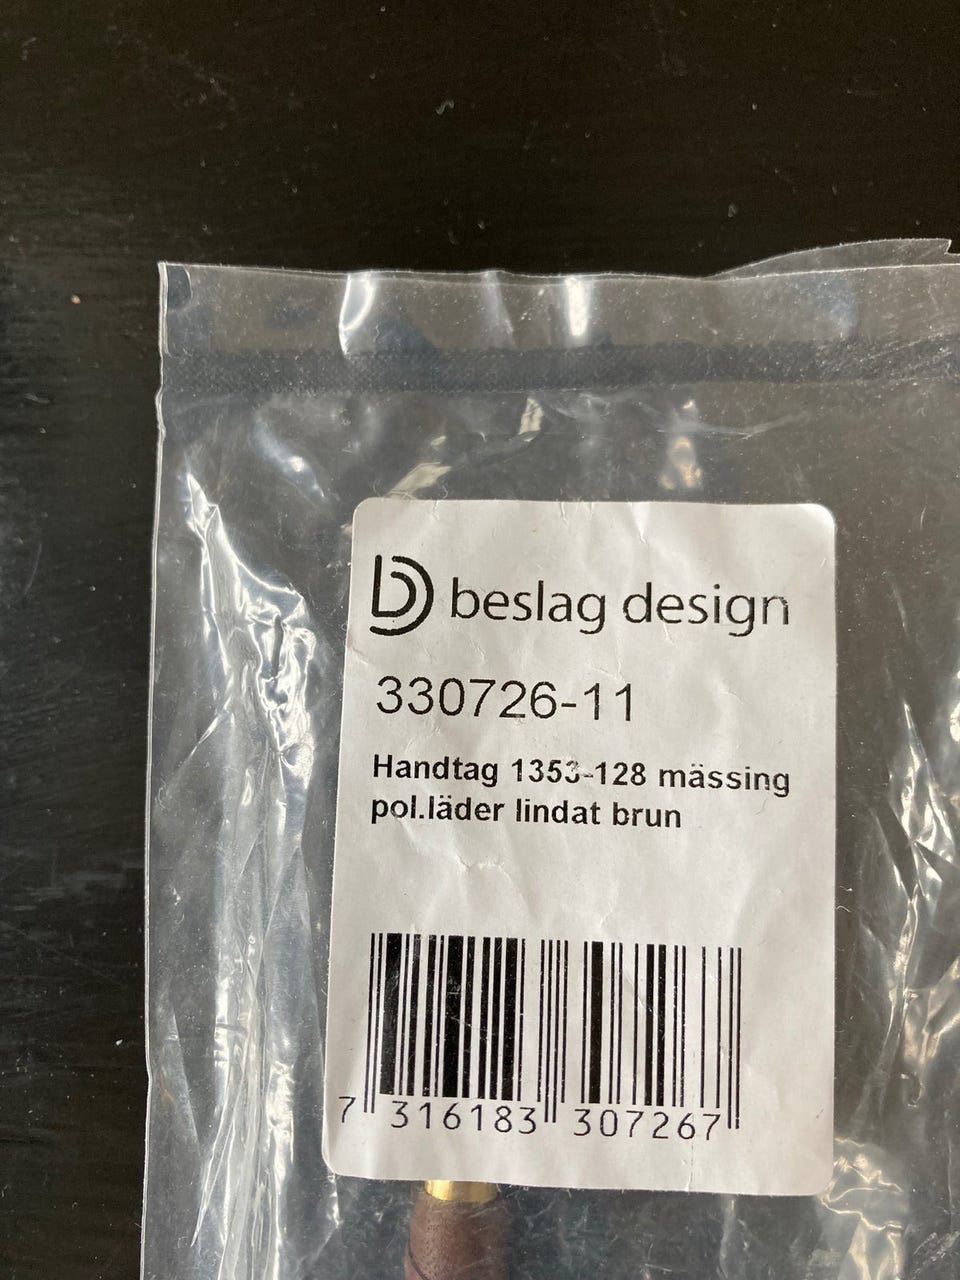 beslag design
330726-11
Handtag 1353-128 mässing
pol.läder lindat brun
7 316183 307267